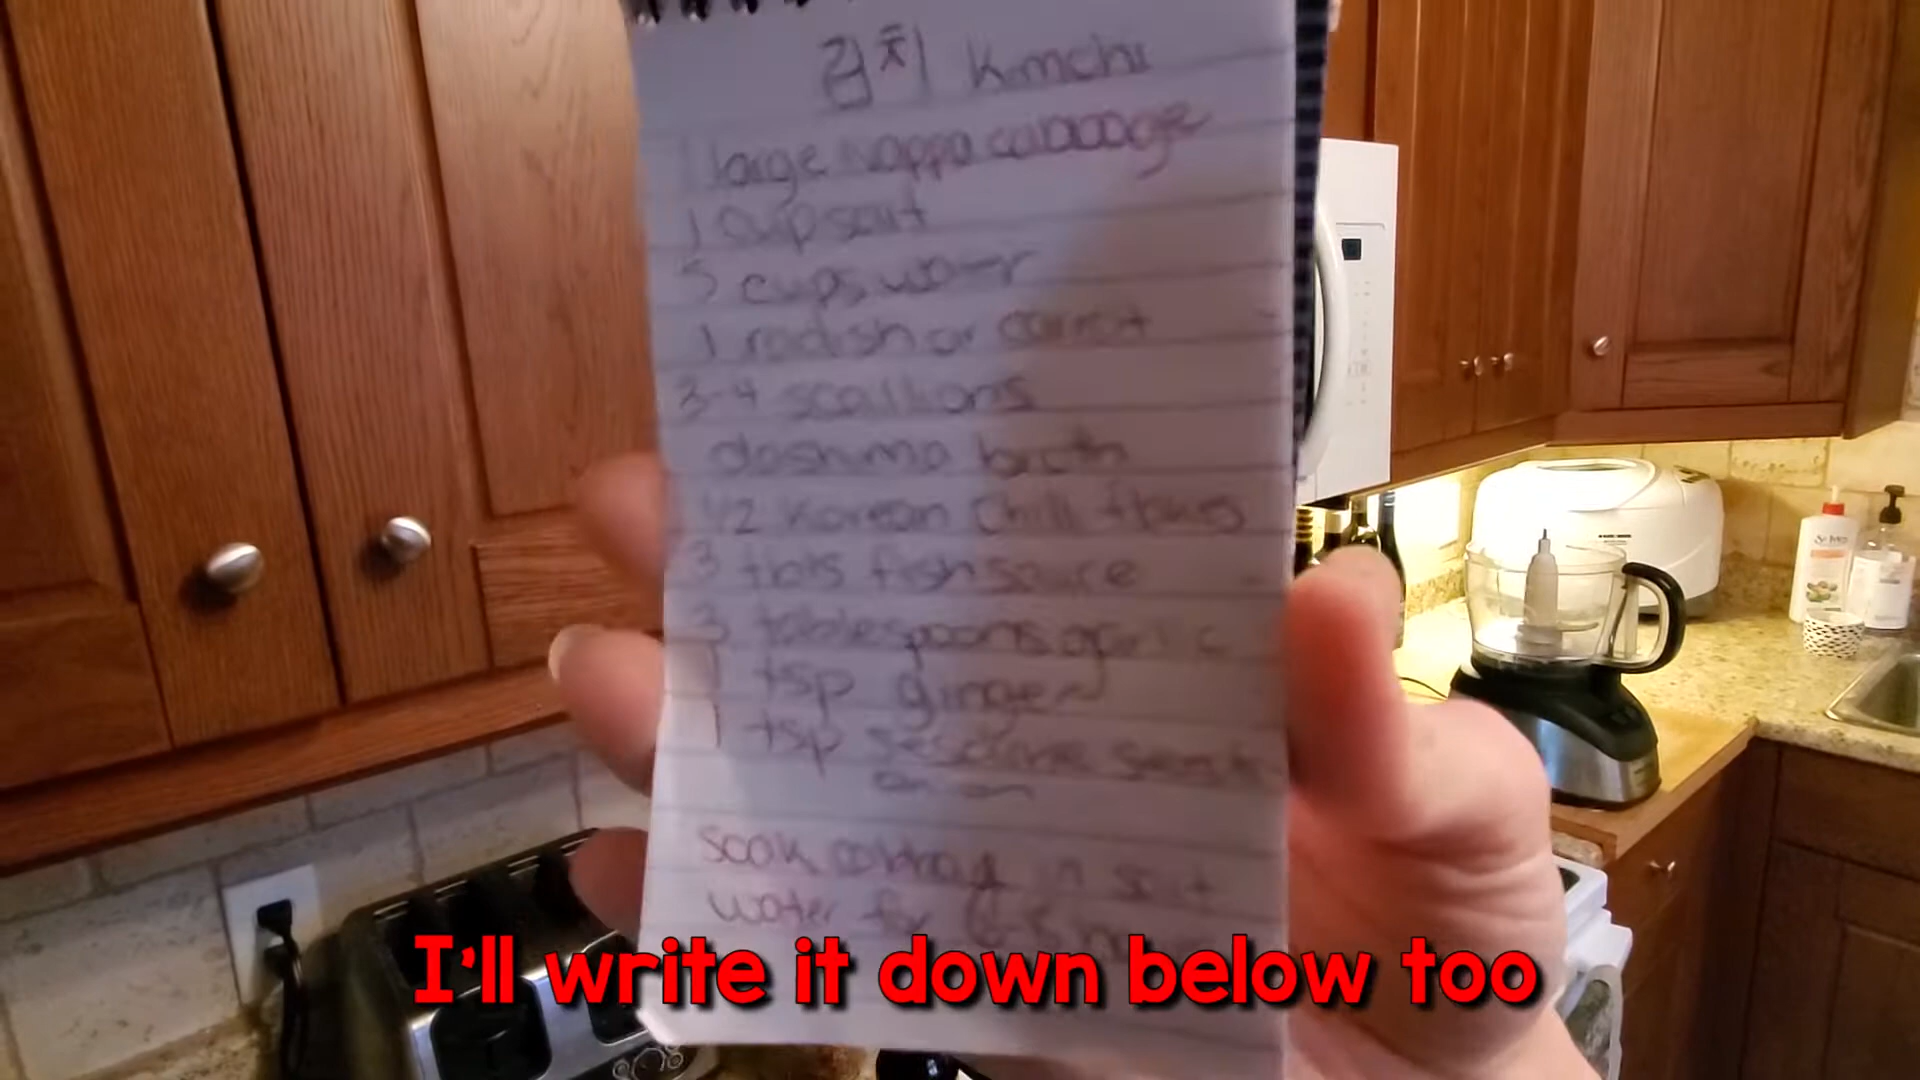 김치 Kimchi
1 large nappa cabbage
1 cup salt
5 cups water
1 radish or carrot
3-4 scallions
dashima broth
1/2 Korean chili flakes
3 tbls fish sauce
3 tablespoons garlic
1 tsp ginger
1 tsp sesame seeds
onion
soak cabbage in salt
water for 6-8
I'll write it down below too